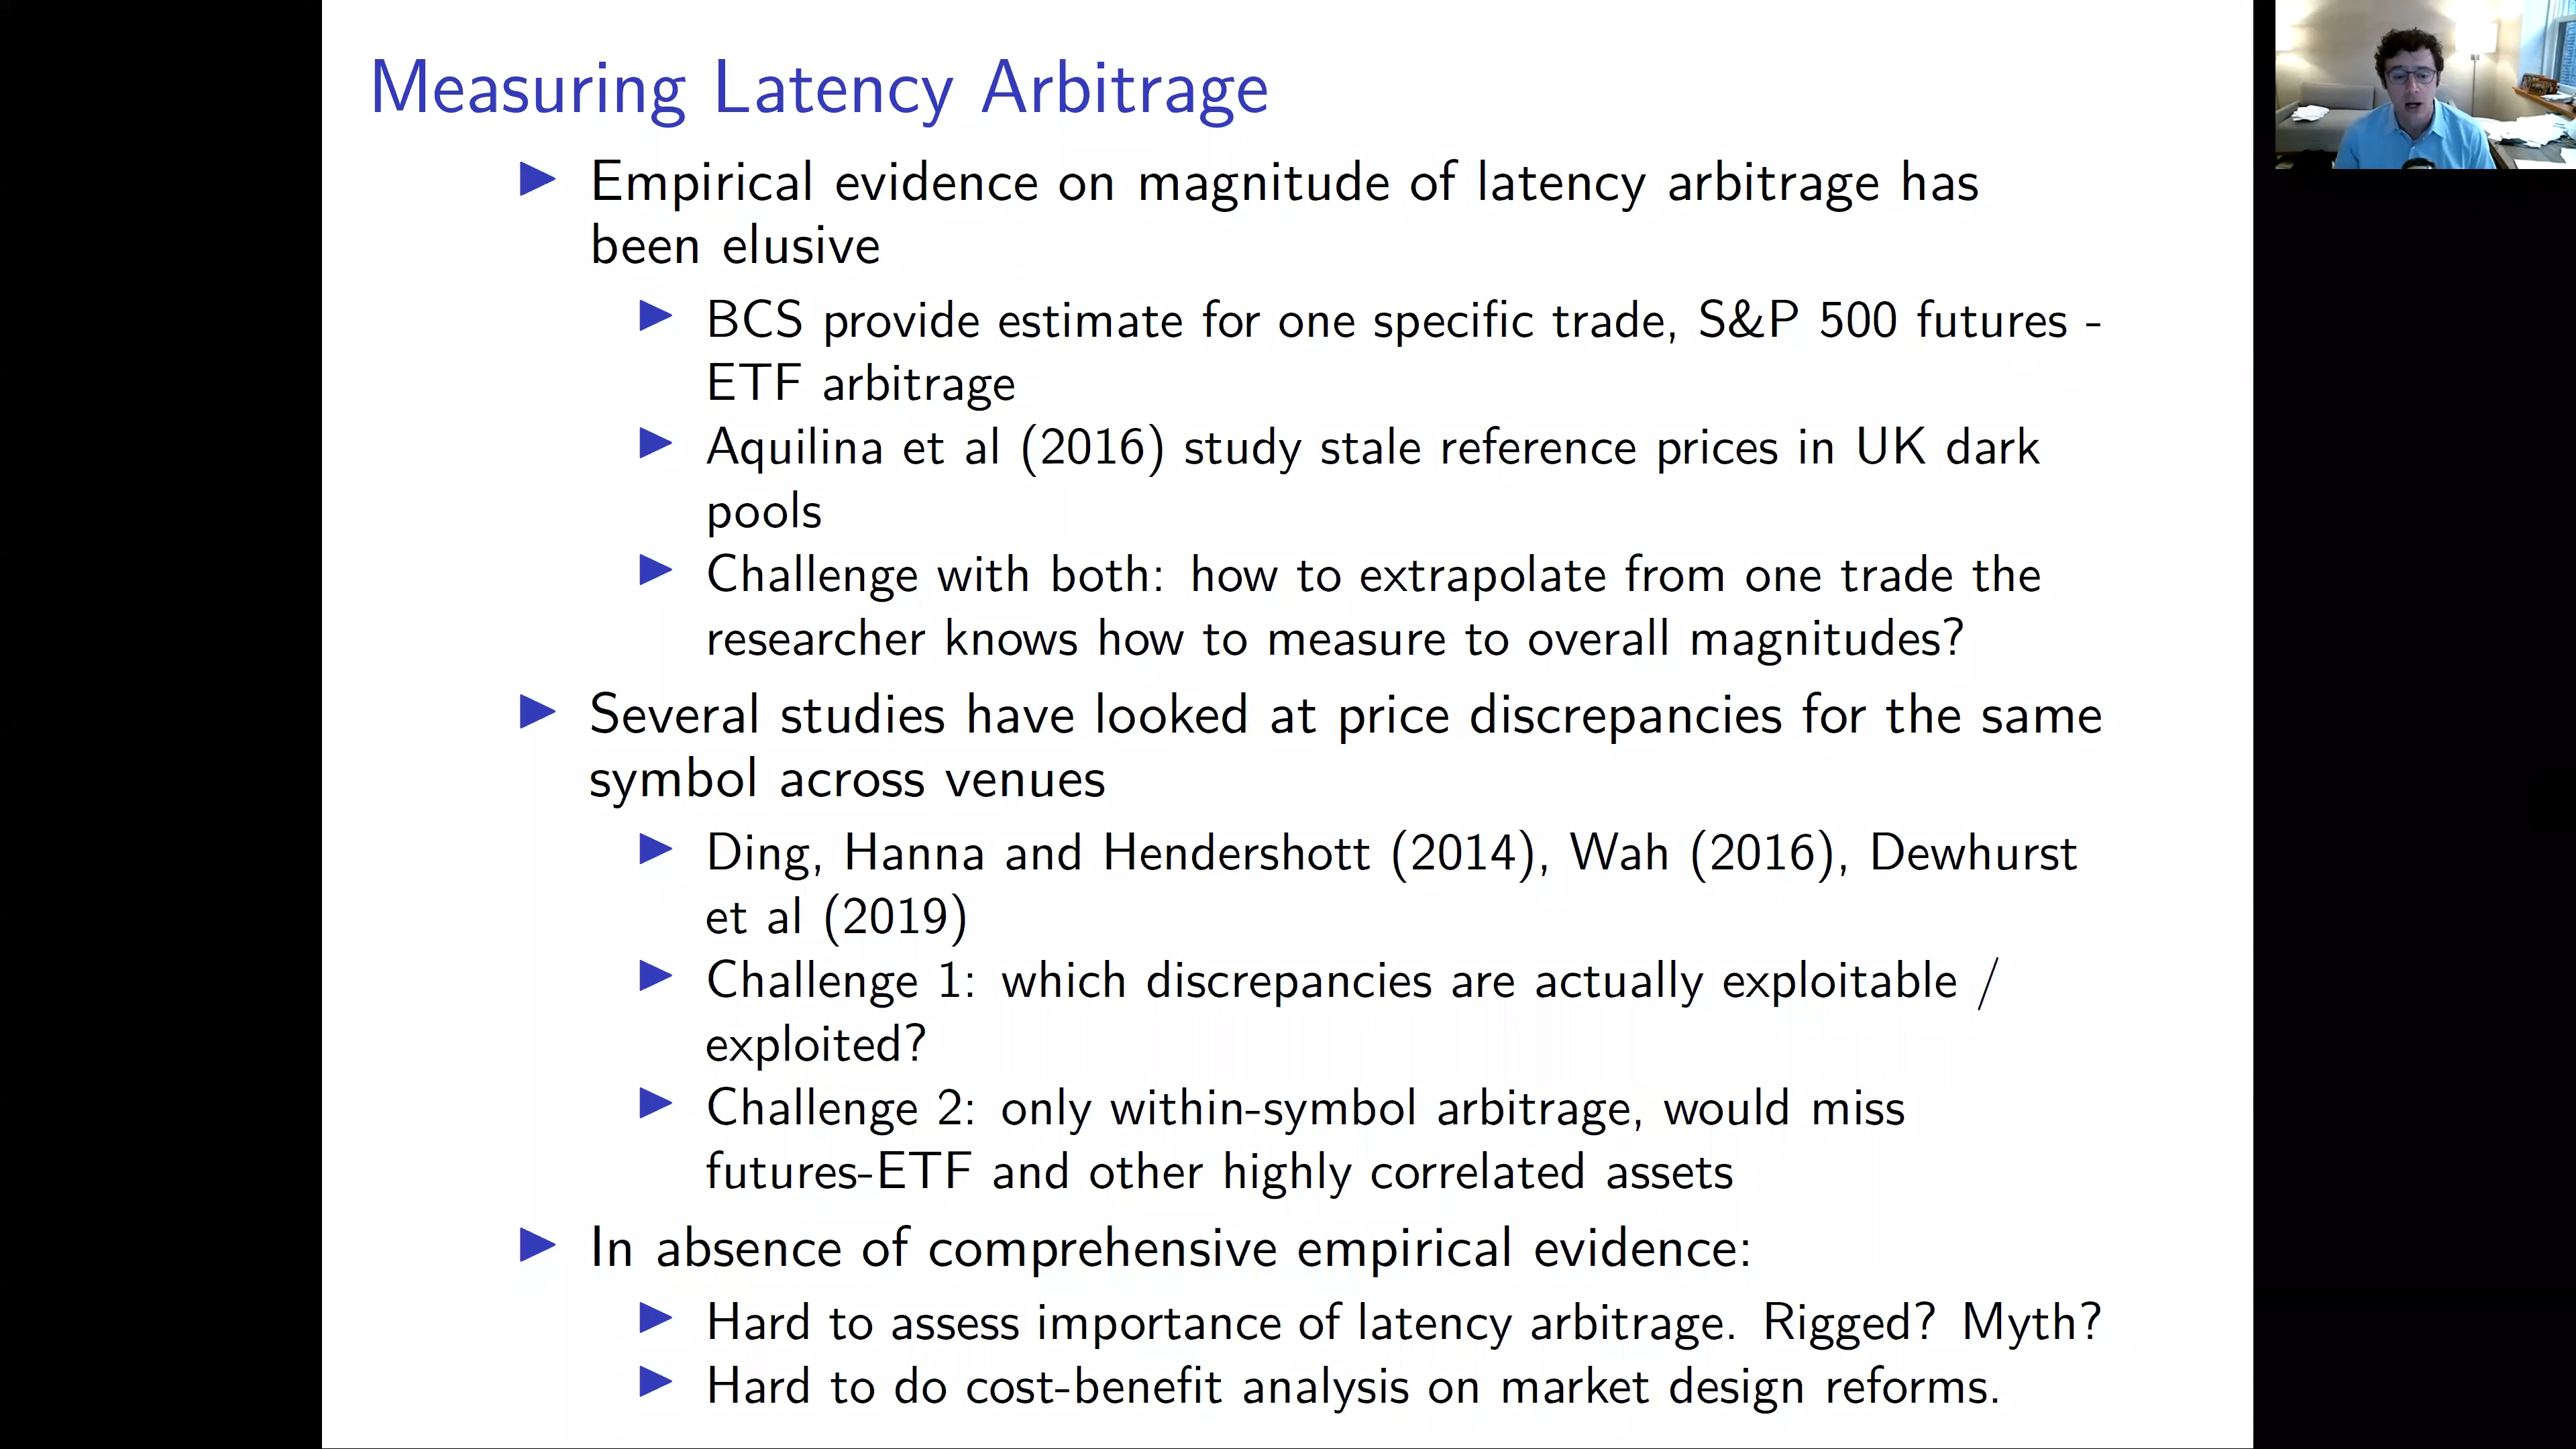 Measuring Latency Arbitrage
Empirical evidence on magnitude of latency arbitrage has
been elusive
BCS provide estimate for one specific trade, S&P 500 futures -
ETF arbitrage
Aquilina et al (2016) study stale reference prices in UK dark
pools
Challenge with both: how to extrapolate from one trade the
researcher knows how to measure to overall magnitudes?
Several studies have looked at price discrepancies for the same
symbol across venues
Ding, Hanna and Hendershott (2014), Wah (2016), Dewhurst
et al (2019)
Challenge 1: which discrepancies are actually exploitable /
exploited?
Challenge 2: only within-symbol arbitrage, would miss
futures-ETF and other highly correlated assets
In absence of comprehensive empirical evidence:
Hard to assess importance of latency arbitrage. Rigged? Myth?
Hard to do cost-benefit analysis on market design reforms.